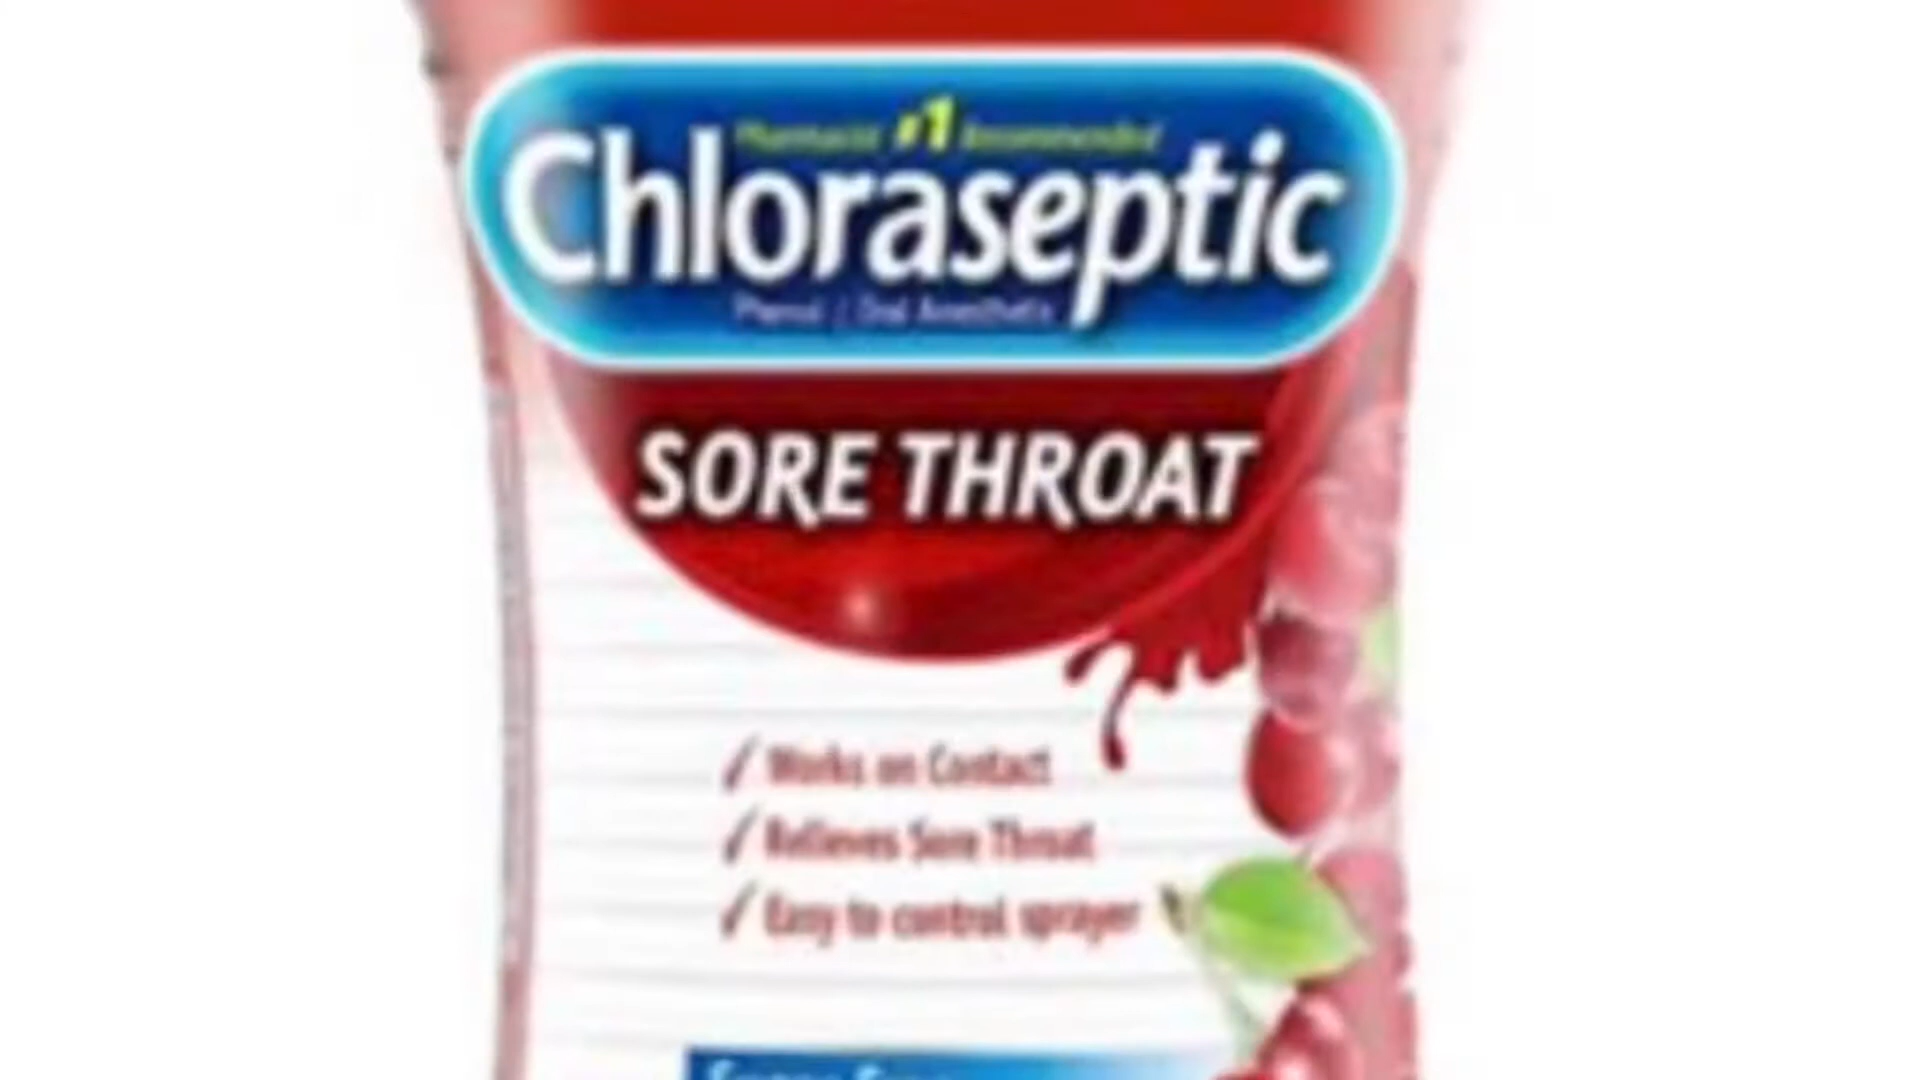 Pharmacist #1 Recommended
Chloraseptic
Phenol | Oral Anesthetic
SORE THROAT
✓ Works on Contact
✓ Relieves Sore Throat
✓ Easy to control sprayer